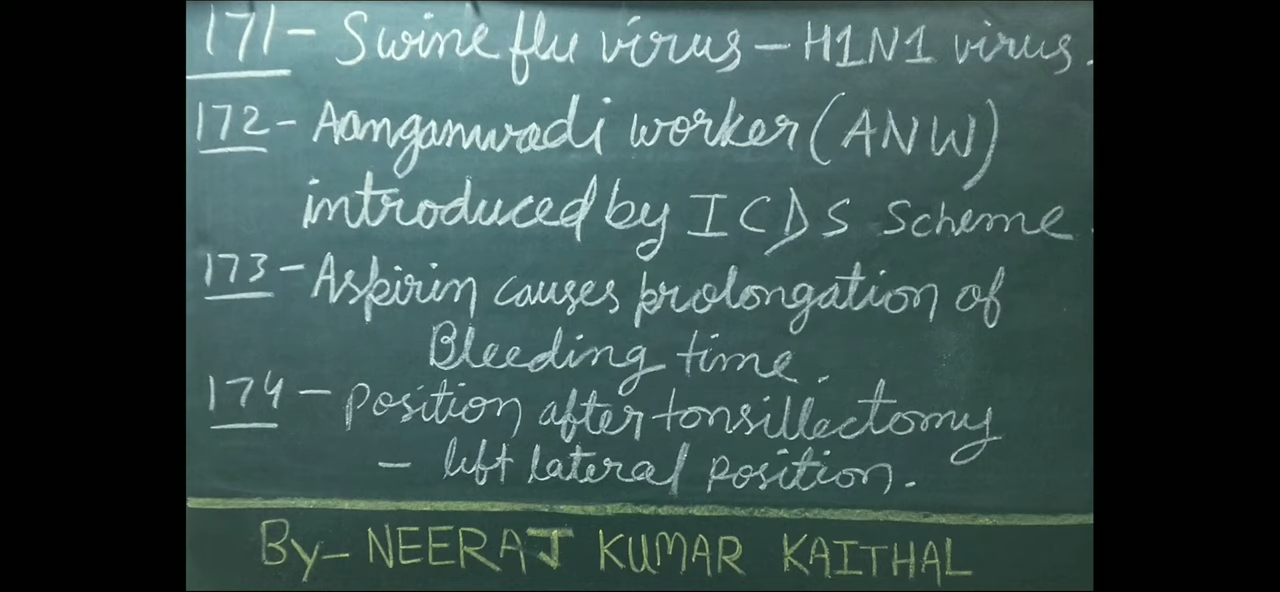 171- Swine flu virus - H1N1 virus.
172- Aanganwadi worker (ANW)
introduced by ICDS Scheme.
173- Aspirin causes prolongation of
Bleeding time.
174- Position after tonsillectomy
- left lateral position.
By- NEERAJ KUMAR KAITHAL